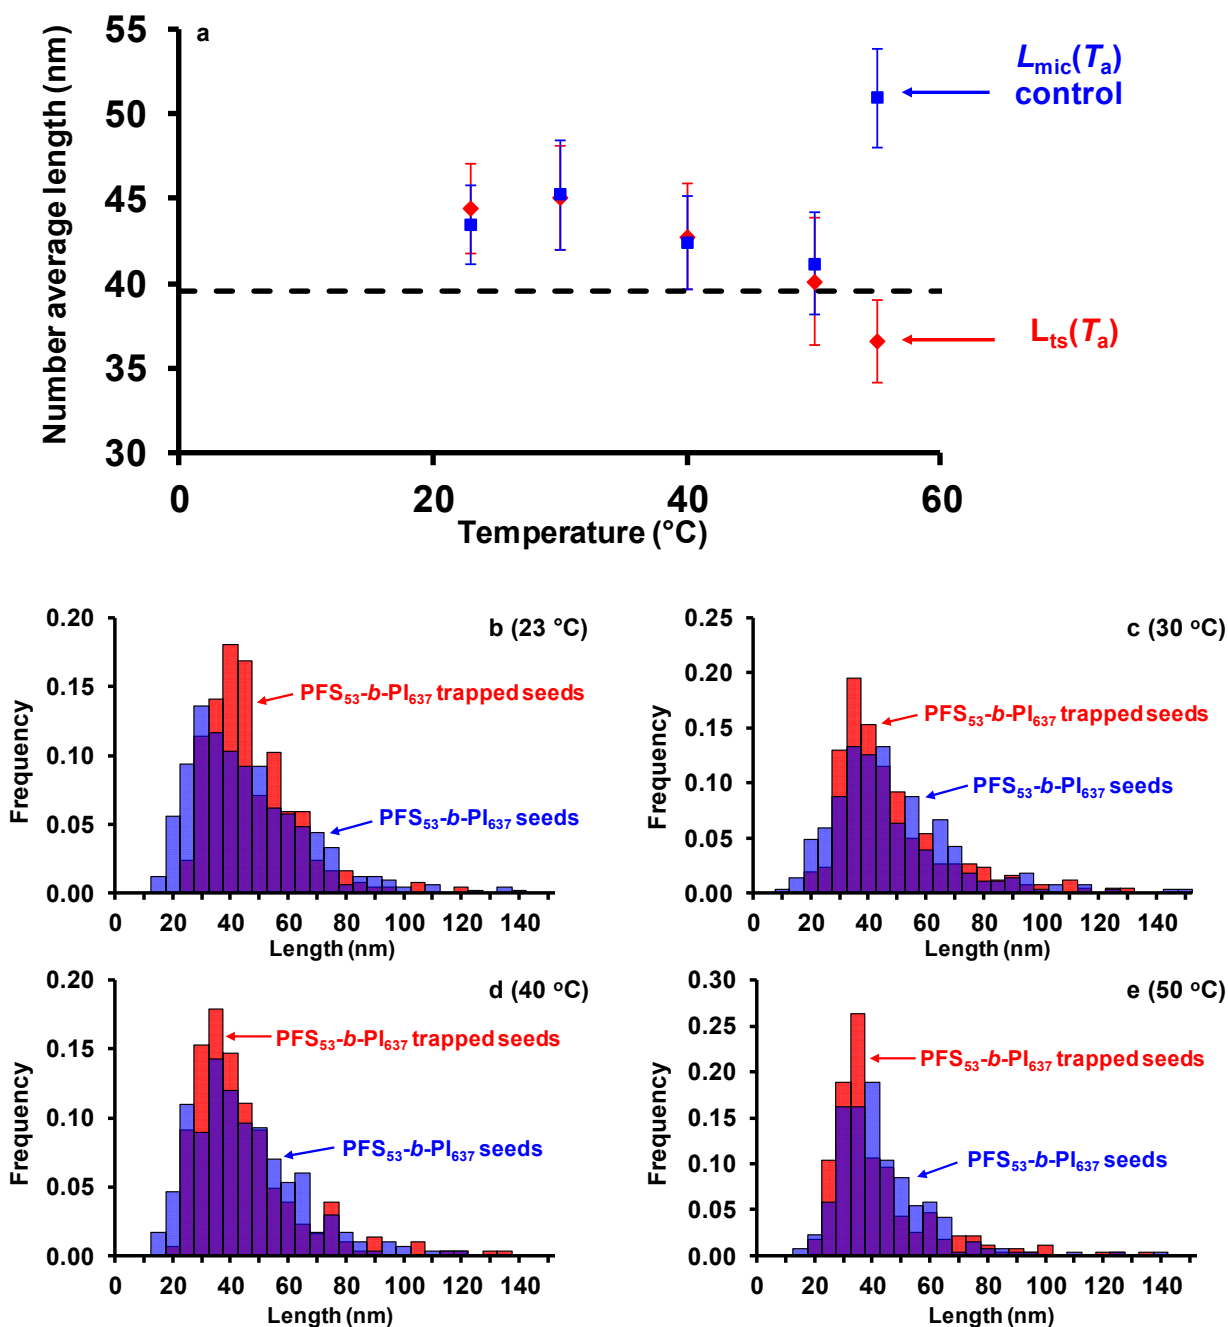 a
Number average length (nm)
55
50
45
40
35
30
0
20
40
60
Temperature (°C)
Lmic(Ta)
control
Lts(Ta)
b (23 °C)
Frequency
0.20
0.15
0.10
0.05
0.00
PFS53-b-PI637 trapped seeds
PFS53-b-PI637 seeds
0 20 40 60 80 100 120 140
Length (nm)
c (30 °C)
Frequency
0.25
0.20
0.15
0.10
0.05
0.00
PFS53-b-PI637 trapped seeds
PFS53-b-PI637 seeds
0 20 40 60 80 100 120 140
Length (nm)
d (40 °C)
Frequency
0.20
0.15
0.10
0.05
0.00
PFS53-b-PI637 trapped seeds
PFS53-b-PI637 seeds
0 20 40 60 80 100 120 140
Length (nm)
e (50 °C)
Frequency
0.30
0.25
0.20
0.15
0.10
0.05
0.00
PFS53-b-PI637 trapped seeds
PFS53-b-PI637 seeds
0 20 40 60 80 100 120 140
Length (nm)